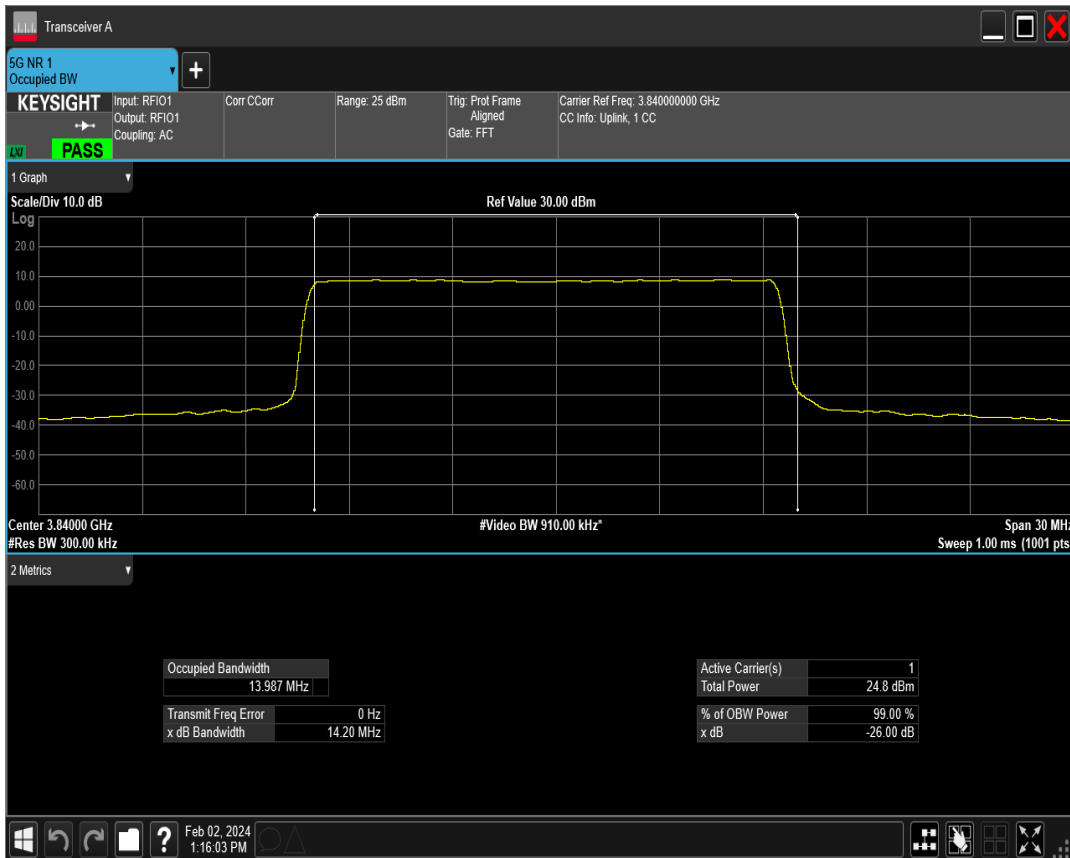 Transceiver A
5G NR 1
Occupied BW
KEYSIGHT
Input: RFIO1
Output: RFIO1
Coupling: AC
Corr CCorr
Range: 25 dBm
Trig: Prot Frame
Aligned
Gate: FFT
Carrier Ref Freq: 3.840000000 GHz
CC Info: Uplink, 1 CC
LXI
PASS
1 Graph
Scale/Div 10.0 dB
Ref Value 30.00 dBm
Log
20.0
10.0
0.00
-10.0
-20.0
-30.0
-40.0
-50.0
-60.0
Center 3.84000 GHz
#Video BW 910.00 kHz*
Span 30 MHz
#Res BW 300.00 kHz
Sweep 1.00 ms (1001 pts
2 Metrics
Occupied Bandwidth
13.987 MHz
Transmit Freq Error 0 Hz
x dB Bandwidth 14.20 MHz
Active Carrier(s) 1
Total Power 24.8 dBm
% of OBW Power 99.00 %
x dB -26.00 dB
?
Feb 02, 2024
1:16:03 PM